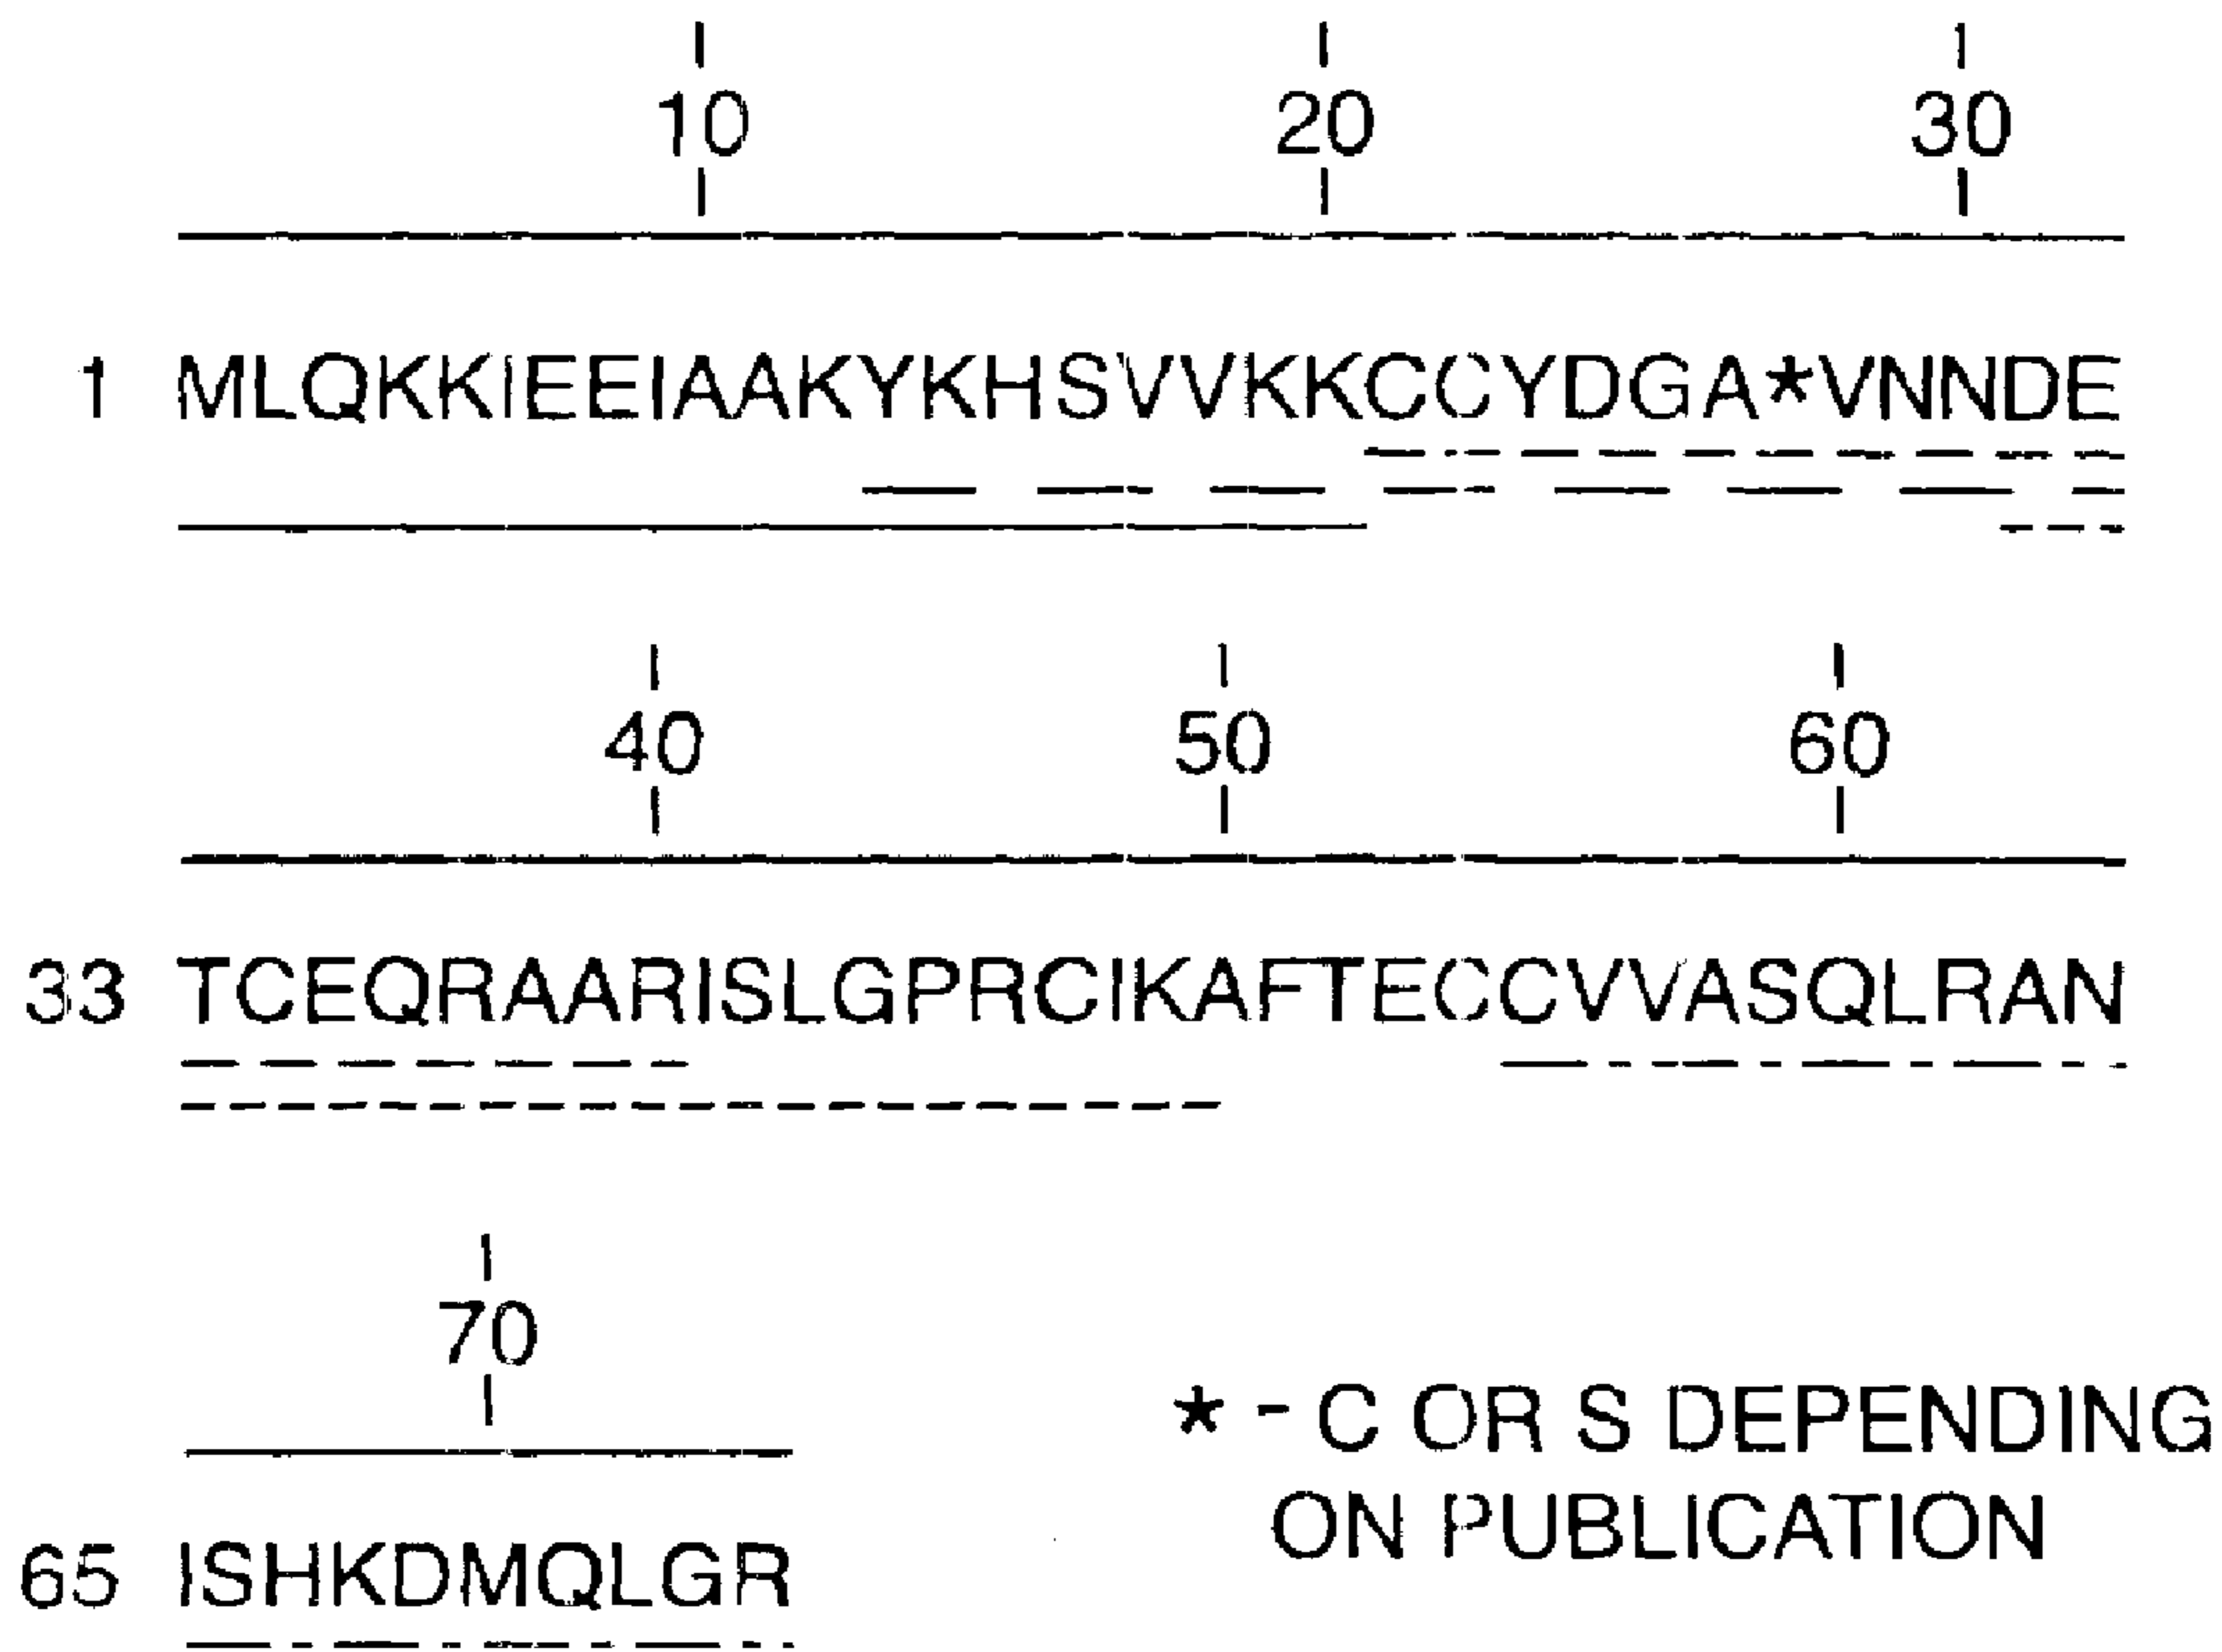 10 20 30
1 MLQKKIEEIAAKYKHSVVKKCCYDGA*VNNDE
40 50 60
33 TCEQRAARISLGPRCIKAFTECCVVASQLRAN
70
65 ISHKDMQLGR
* - C OR S DEPENDING
ON PUBLICATION